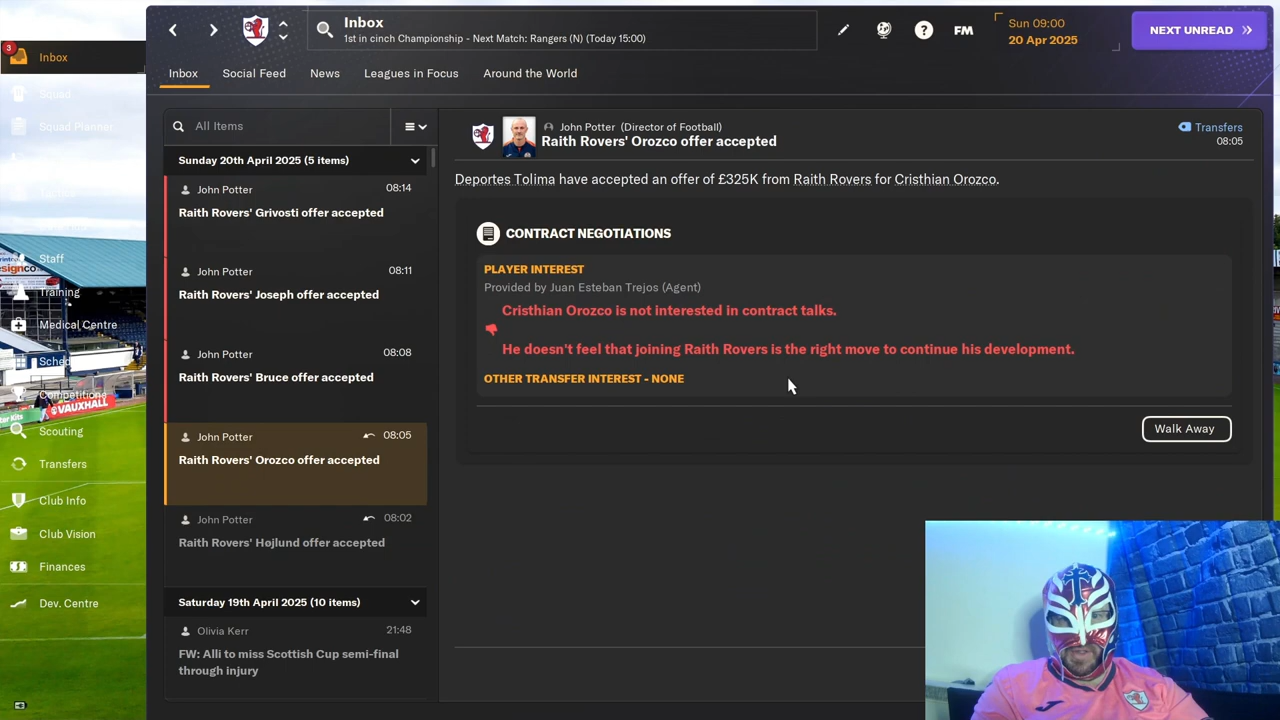 3
Inbox
Squad
Squad Planner
Staff
Training
Medical Centre
Sched
Competitions
Scouting
Transfers
Club Info
Club Vision
Finances
Dev. Centre
VAUXHALL
Inbox
1st in cinch Championship - Next Match: Rangers (N) (Today 15:00)
FM
Sun 09:00
20 Apr 2025
NEXT UNREAD
Inbox Social Feed News Leagues in Focus Around the World
All Items
Sunday 20th April 2025 (5 items)
John Potter 08:14
Raith Rovers' Grivosti offer accepted
John Potter 08:11
Raith Rovers' Joseph offer accepted
John Potter 08:08
Raith Rovers' Bruce offer accepted
John Potter 08:05
Raith Rovers' Orozco offer accepted
John Potter 08:02
Raith Rovers' Højlund offer accepted
Saturday 19th April 2025 (10 items)
Olivia Kerr 21:48
FW: Alli to miss Scottish Cup semi-final
through injury
John Potter (Director of Football)
Raith Rovers' Orozco offer accepted
Transfers
08:05
Deportes Tolima have accepted an offer of £325K from Raith Rovers for Cristhian Orozco.
CONTRACT NEGOTIATIONS
PLAYER INTEREST
Provided by Juan Esteban Trejos (Agent)
Cristhian Orozco is not interested in contract talks.
He doesn't feel that joining Raith Rovers is the right move to continue his development.
OTHER TRANSFER INTEREST - NONE
Walk Away